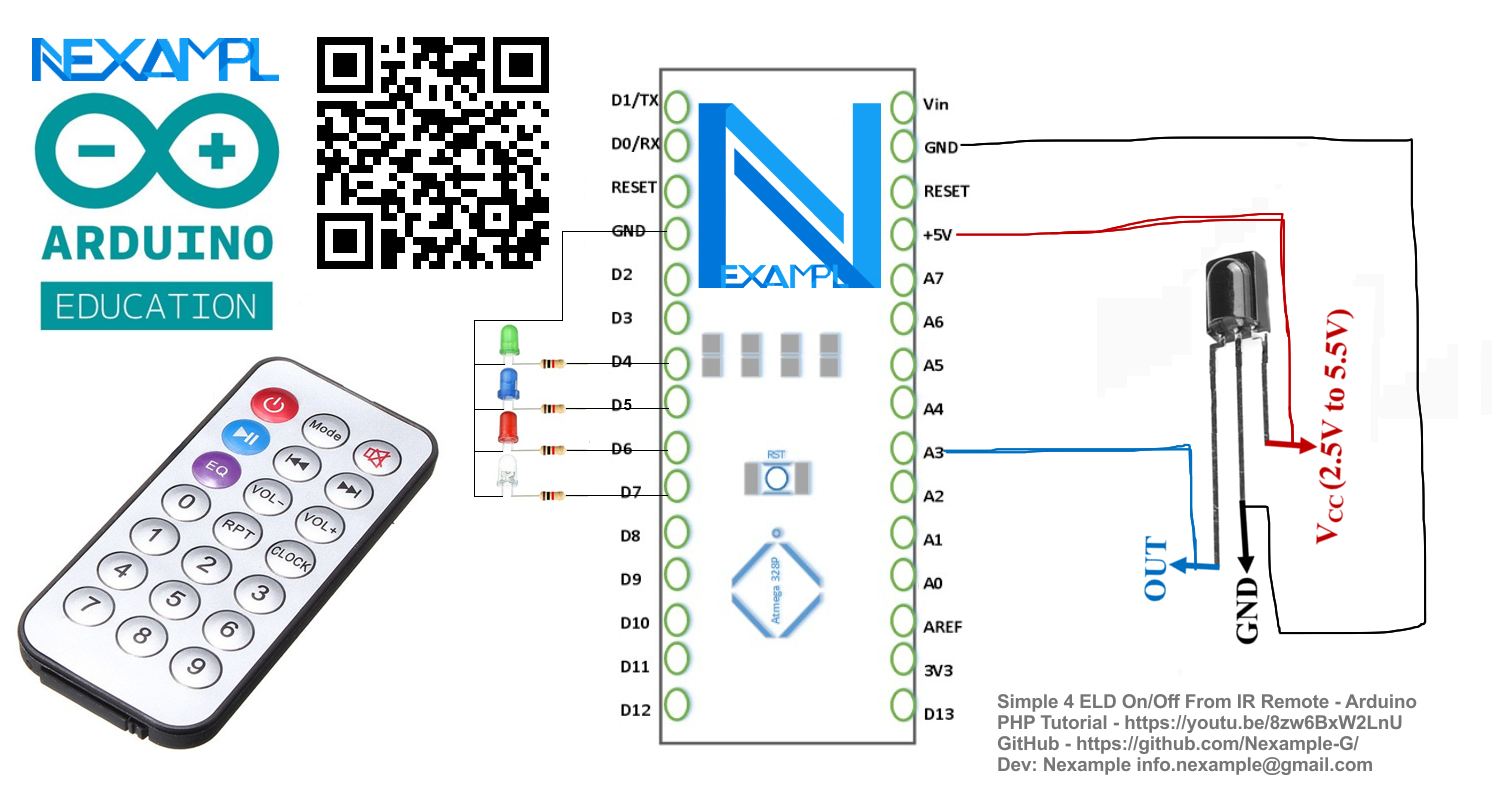 NEXAMPL
ARDUINO
EDUCATION
Mode
EQ
VOL-
0
RPT
VOL+
1
2
CLOCK
4
5
3
7
8
6
9
D1/TX
D0/RX
RESET
GND
D2
D3
D4
D5
D6
D7
D8
D9
D10
D11
D12
N
EXAMPL
RST
Atmega 328P
Vin
GND
RESET
+5V
A7
A6
A5
A4
A3
A2
A1
A0
AREF
3V3
D13
OUT
GND
VCC (2.5V to 5.5V)
Simple 4 ELD On/Off From IR Remote - Arduino
PHP Tutorial - https://youtu.be/8zw6BxW2LnU
GitHub - https://github.com/Nexample-G/
Dev: Nexample info.nexample@gmail.com